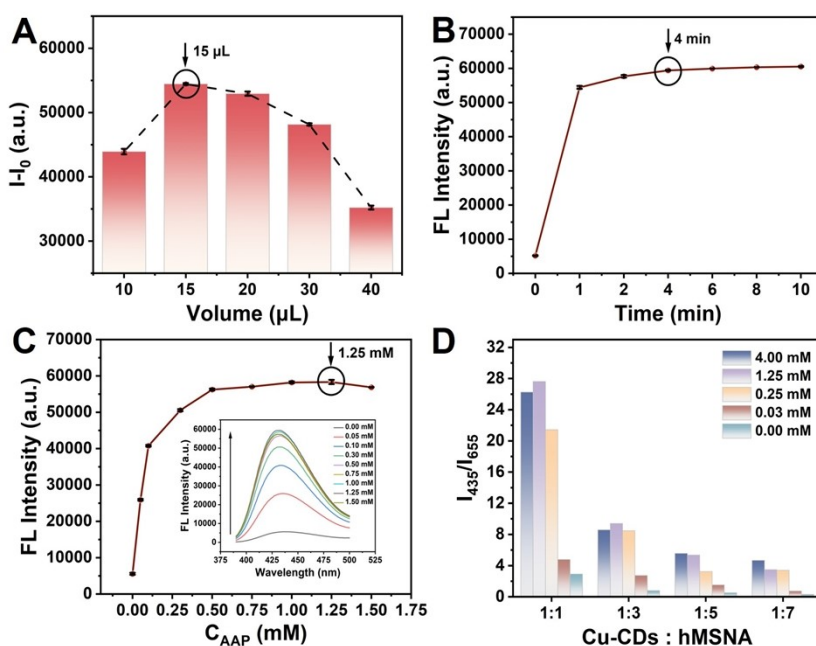 A
15 µL
I-I0 (a.u.)
60000
50000
40000
30000
10
15
20
30
40
Volume (µL)
B
4 min
FL Intensity (a.u.)
70000
60000
50000
40000
30000
20000
10000
0
0
1
2
4
6
8
10
Time (min)
C
1.25 mM
FL Intensity (a.u.)
70000
60000
50000
40000
30000
20000
10000
0
0.00
0.25
0.50
0.75
1.00
1.25
1.50
1.75
CAAP (mM)
FL Intensity (a.u.)
70000
60000
50000
40000
30000
20000
10000
0
375
400
425
450
475
500
525
Wavelength (nm)
0.00 mM
0.05 mM
0.10 mM
0.30 mM
0.50 mM
0.75 mM
1.00 mM
1.25 mM
1.50 mM
D
I435/I655
32
28
24
20
16
12
8
4
0
4.00 mM
1.25 mM
0.25 mM
0.03 mM
0.00 mM
1:1
1:3
1:5
1:7
Cu-CDs : hMSNA